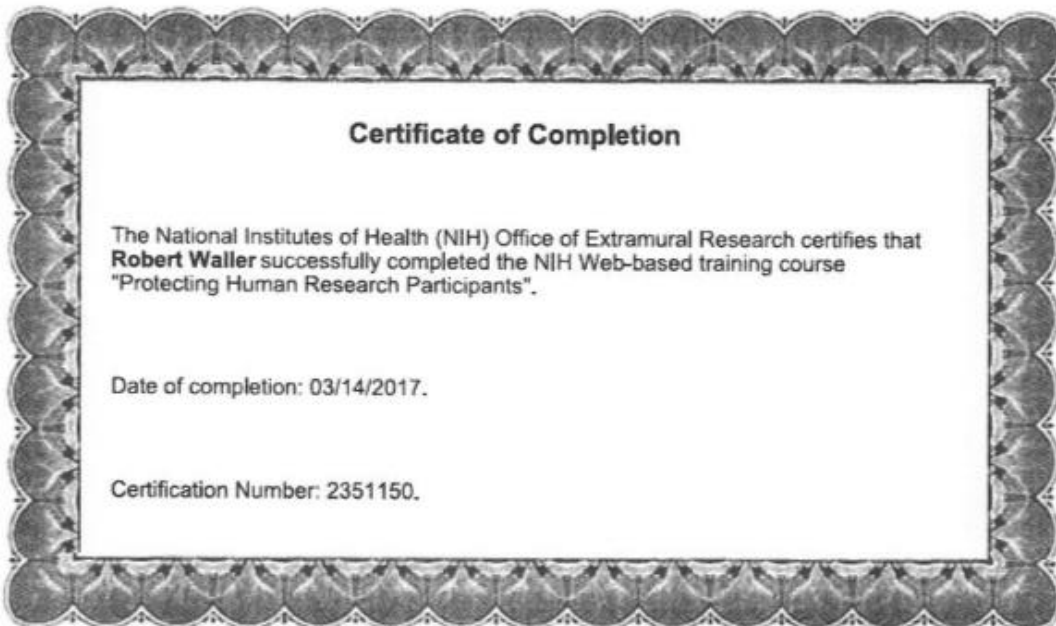 Certificate of Completion
The National Institutes of Health (NIH) Office of Extramural Research certifies that
Robert Waller successfully completed the NIH Web-based training course
"Protecting Human Research Participants".
Date of completion: 03/14/2017.
Certification Number: 2351150.